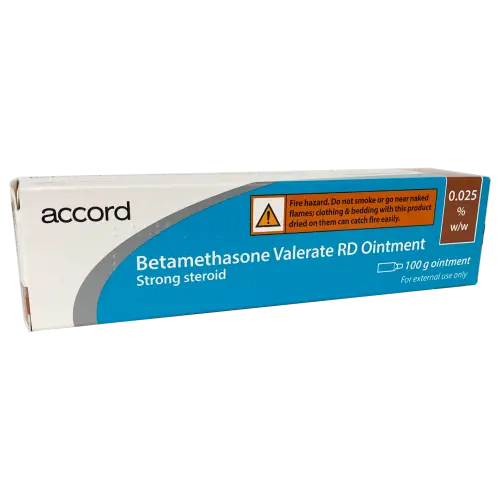 accord
Fire hazard. Do not smoke or go near naked
flames; clothing & bedding with this product
dried on them can catch fire easily.
0.025
%
w/w
Betamethasone Valerate RD Ointment
Strong steroid
100 g ointment
For external use only